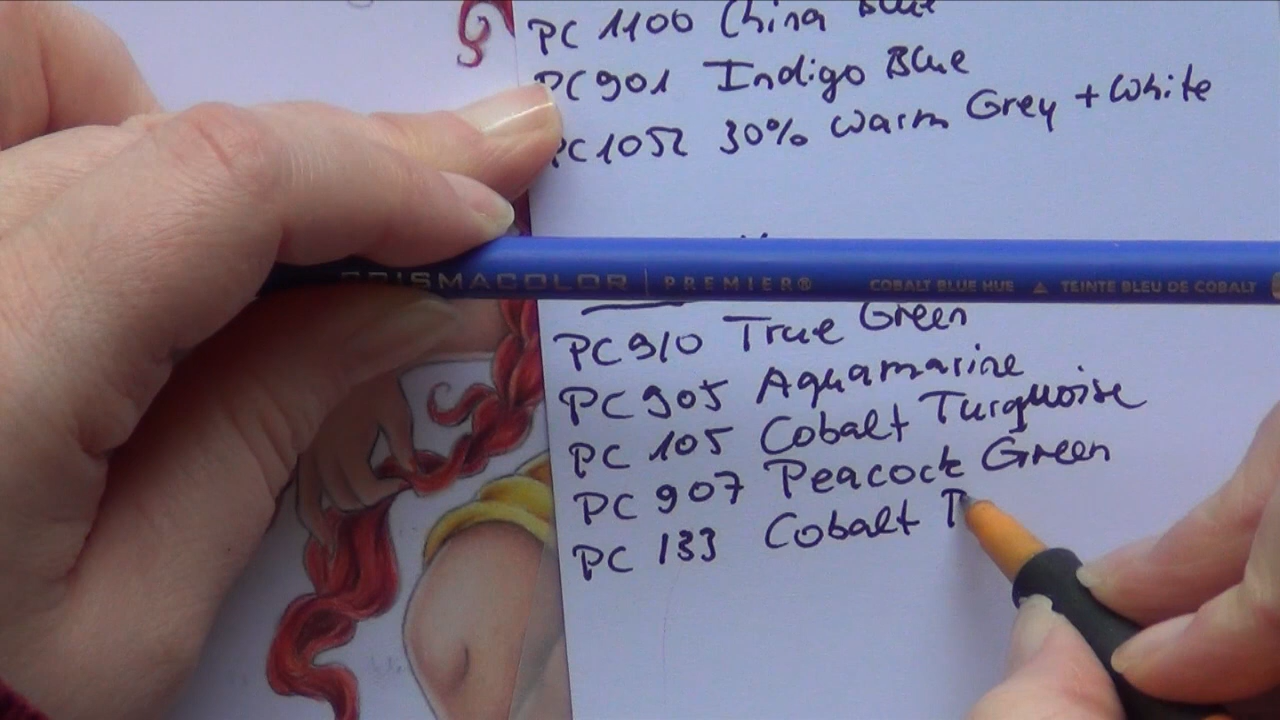 PC 1100 China Blue
PC 901 Indigo Blue
PC 1052 30% Warm Grey + White
PRISMACOLOR | PREMIER® COBALT BLUE HUE ▲ TEINTE BLEU DE COBALT
PC 910 True Green
PC 905 Aquamarine
PC 105 Cobalt Turquoise
PC 907 Peacock Green
PC 133 Cobalt